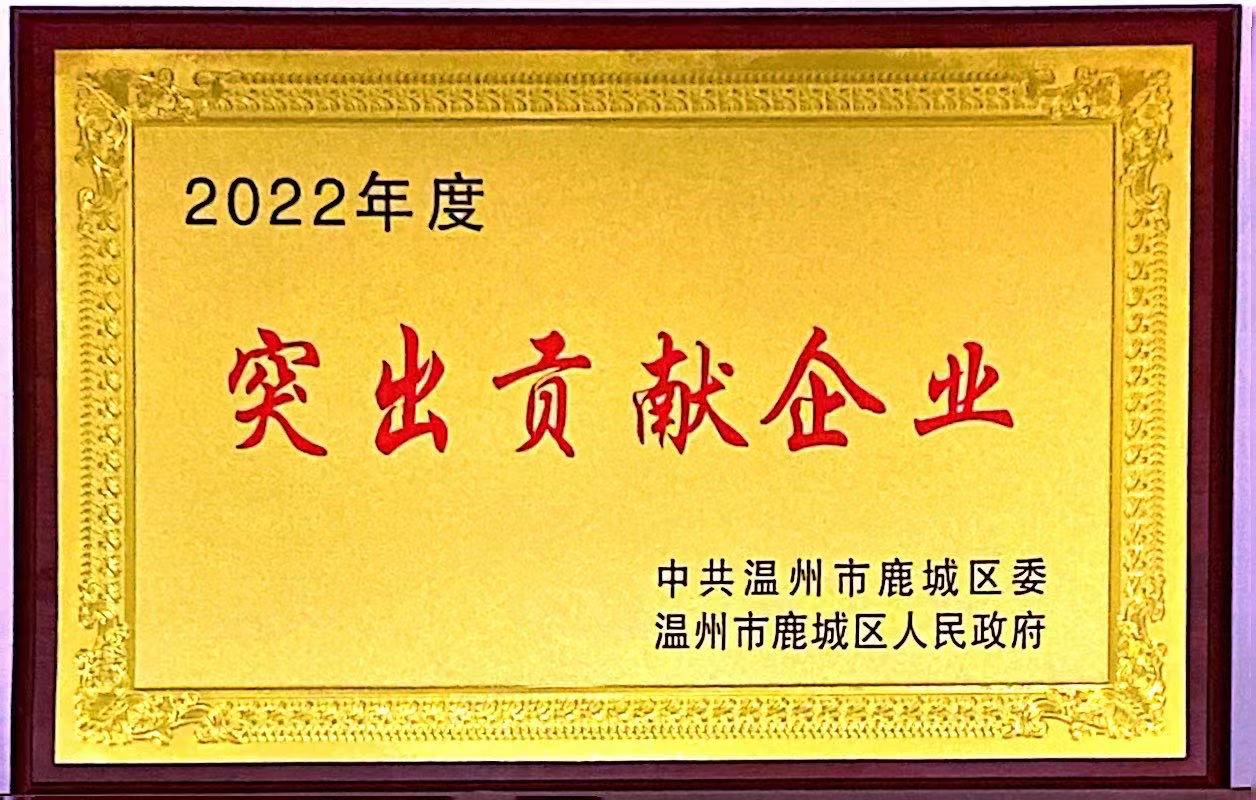 2022年度
突出贡献企业
中共温州市鹿城区委
温州市鹿城区人民政府